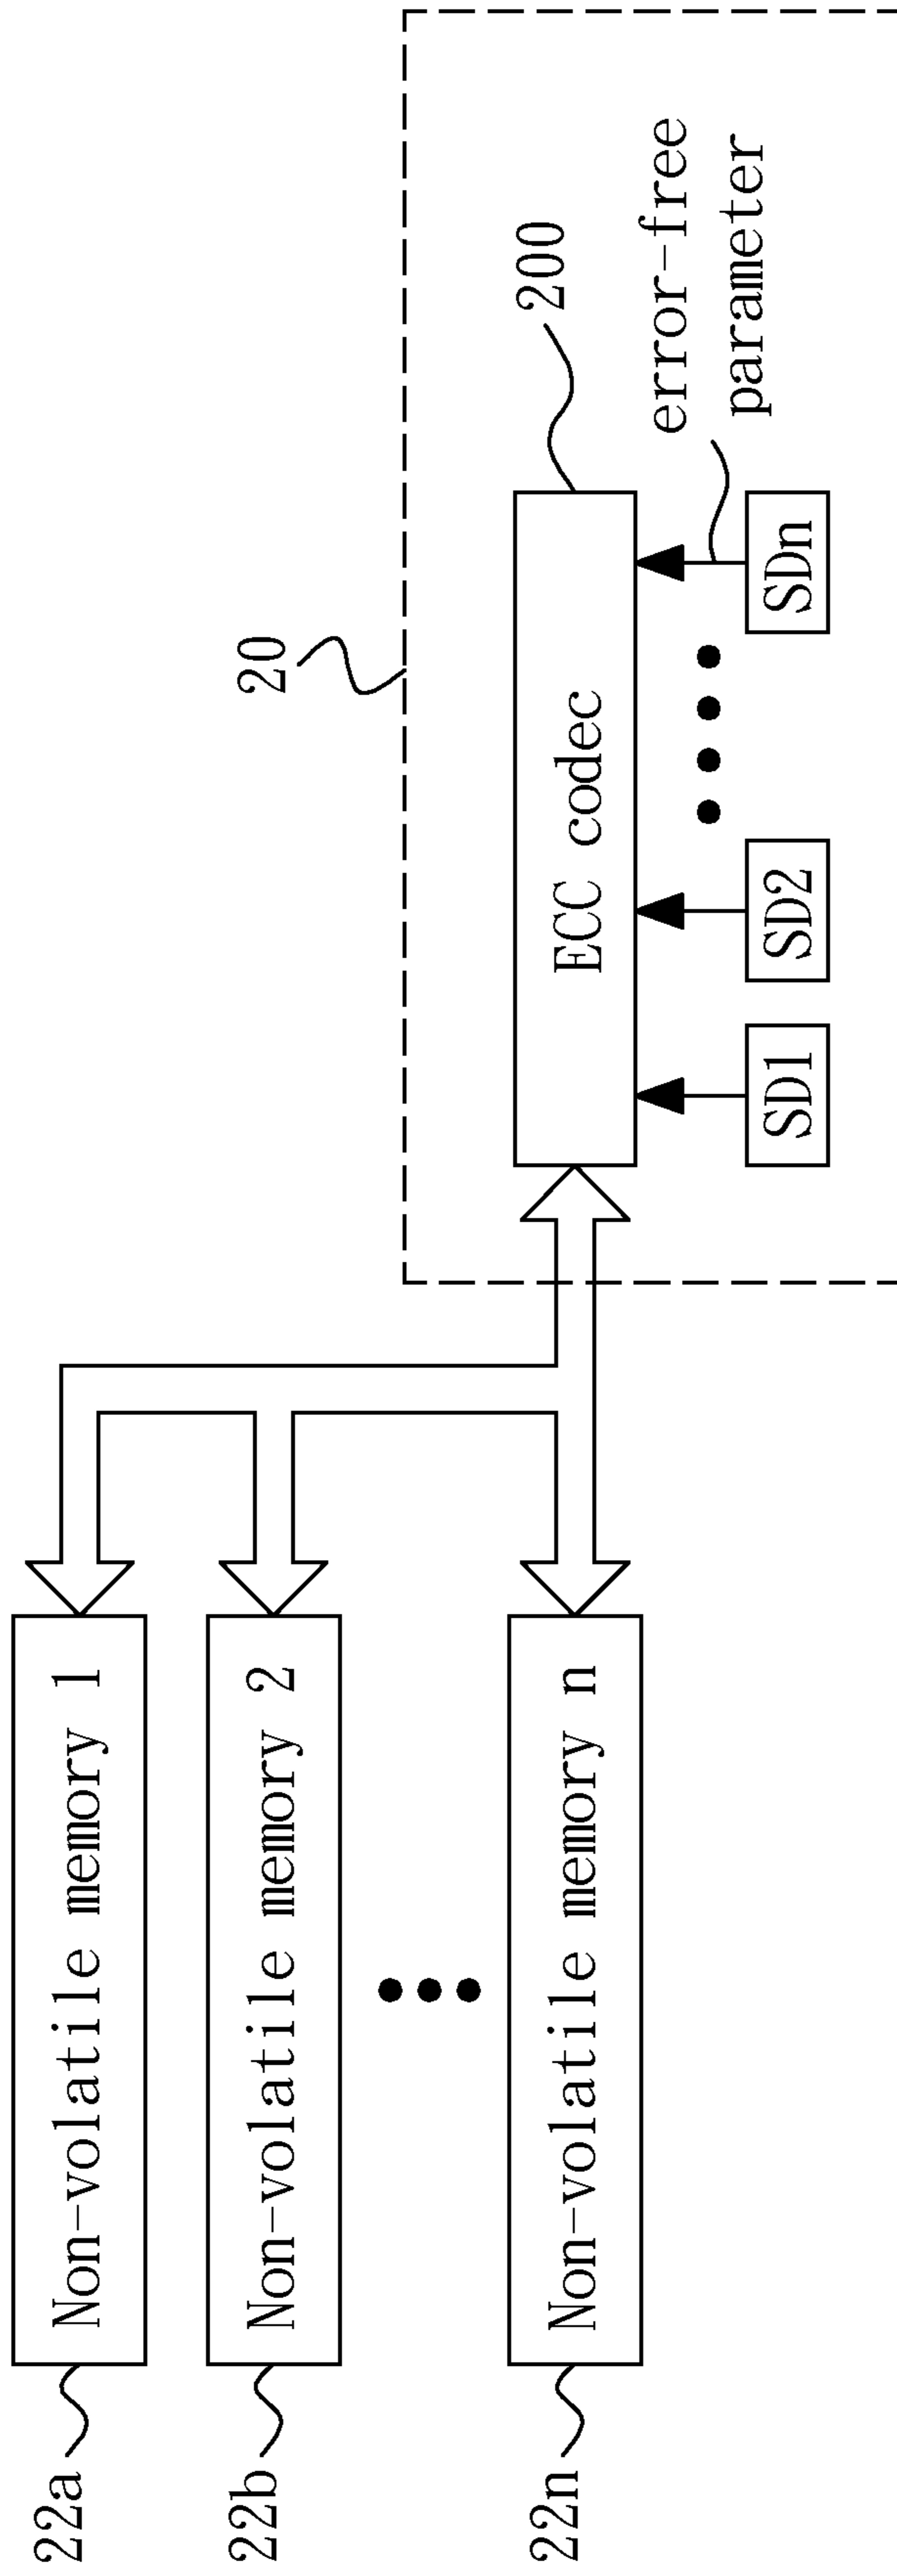 22a
Non-volatile memory 1
22b
Non-volatile memory 2
22n
Non-volatile memory n
20
200
ECC codec
error-free
parameter
SD1
SD2
SDn